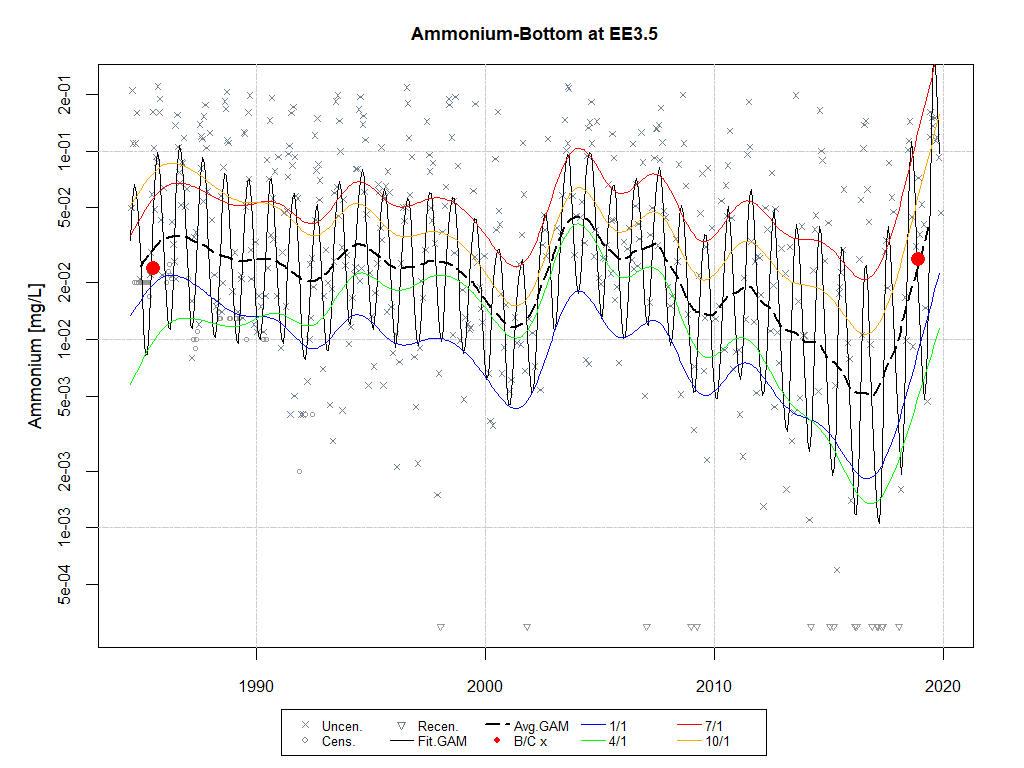 Ammonium-Bottom at EE3.5
Ammonium [mg/L]
2e-01
1e-01
5e-02
2e-02
1e-02
5e-03
2e-03
1e-03
5e-04
1990 2000 2010 2020
Uncen. Recen. Avg.GAM 1/1 7/1
Cens. Fit.GAM B/C x 4/1 10/1